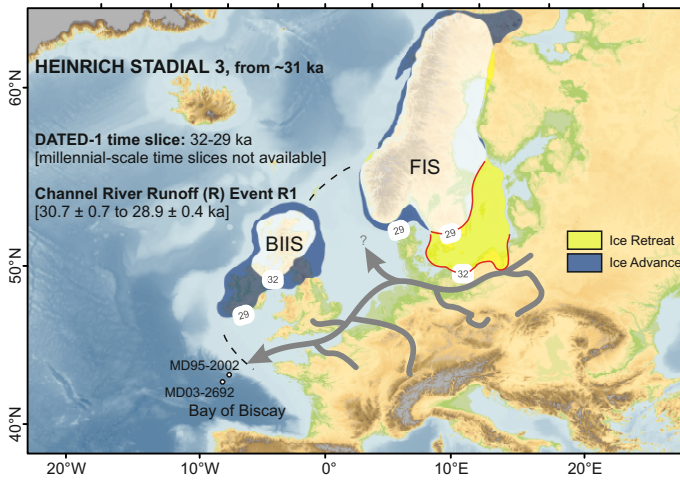 HEINRICH STADIAL 3, from ~31 ka
DATED-1 time slice: 32-29 ka
[millennial-scale time slices not available]
Channel River Runoff (R) Event R1
[30.7 ± 0.7 to 28.9 ± 0.4 ka]
FIS
BIIS
29
29
32
32
29
?
Ice Retreat
Ice Advance
MD95-2002
MD03-2692
Bay of Biscay
60°N
50°N
40°N
20°W
10°W
0°
10°E
20°E